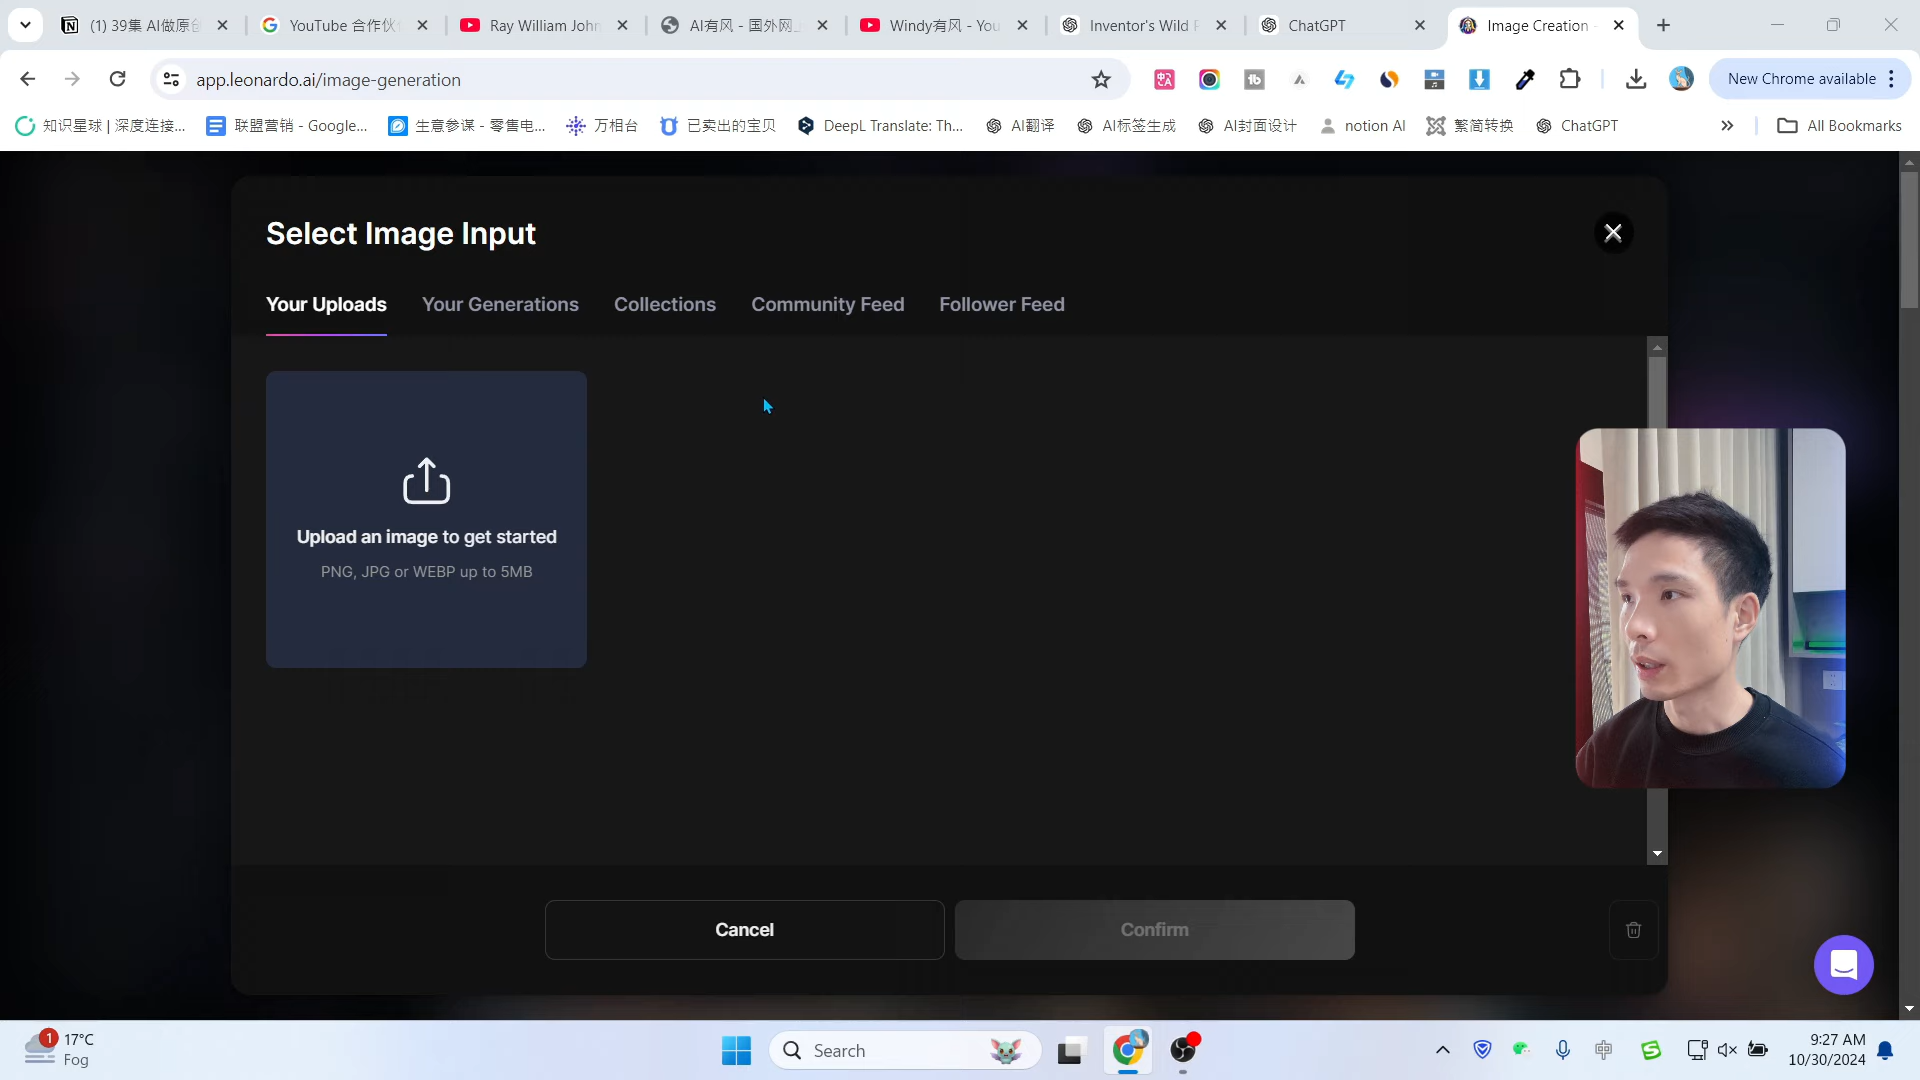 (1) 39集 AI做原创
YouTube 合作伙伴
Ray William John
AI有风 - 国外网
Windy有风 - You
Inventor's Wild
ChatGPT
Image Creation -
app.leonardo.ai/image-generation
New Chrome available
知识星球 | 深度连接...
联盟营销 - Google...
生意参谋 - 零售电...
万相台
已卖出的宝贝
DeepL Translate: Th...
AI翻译
AI标签生成
AI封面设计
notion AI
繁简转换
ChatGPT
All Bookmarks
Select Image Input
Your Uploads
Your Generations
Collections
Community Feed
Follower Feed
Upload an image to get started
PNG, JPG or WEBP up to 5MB
Cancel
Confirm
1
17°C
Fog
Search
中
9:27 AM
10/30/2024